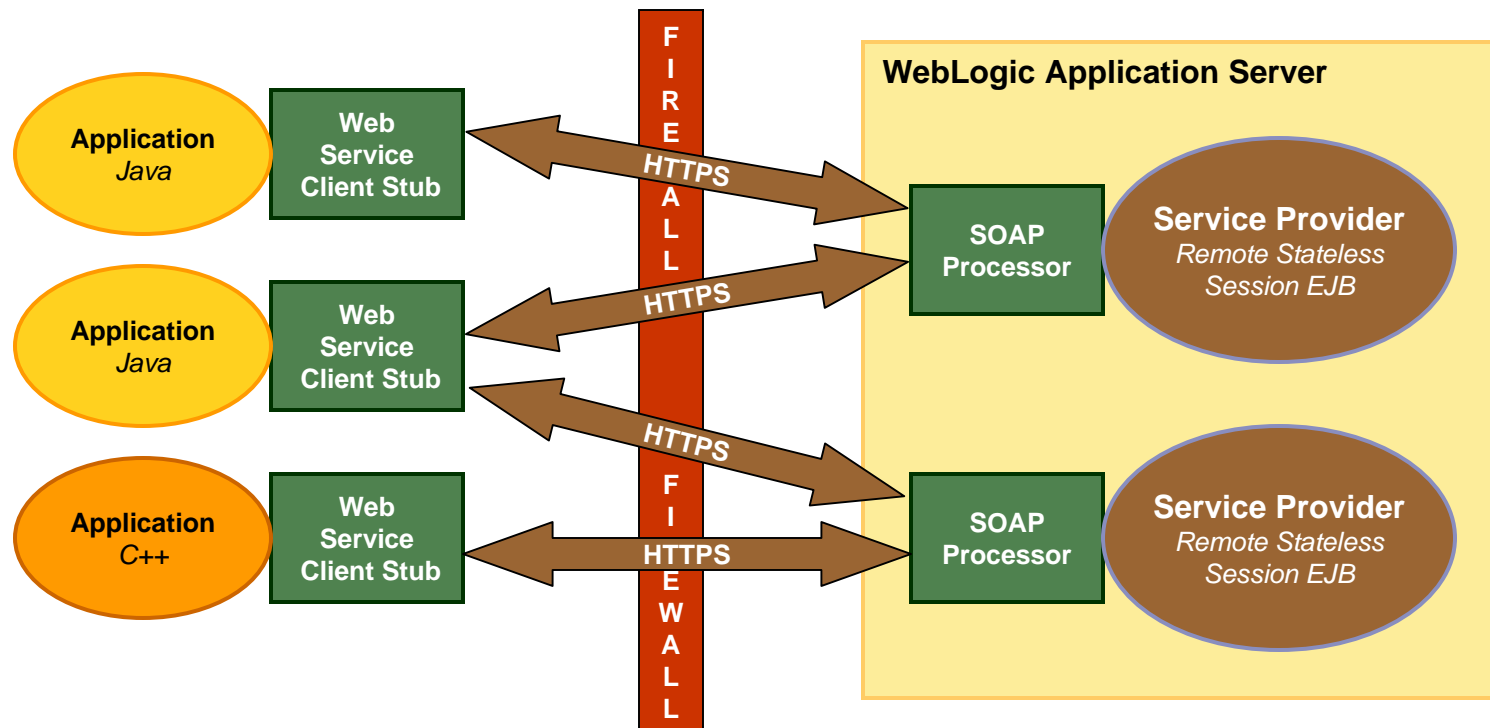 WebLogic Application Server
Application
Java
Web
Service
Client Stub
HTTPS
SOAP
Processor
Service Provider
Remote Stateless
Session EJB
Application
Java
Web
Service
Client Stub
HTTPS
HTTPS
Application
C++
Web
Service
Client Stub
HTTPS
SOAP
Processor
Service Provider
Remote Stateless
Session EJB
F
I
R
E
A
L
L
F
I
E
W
A
L
L